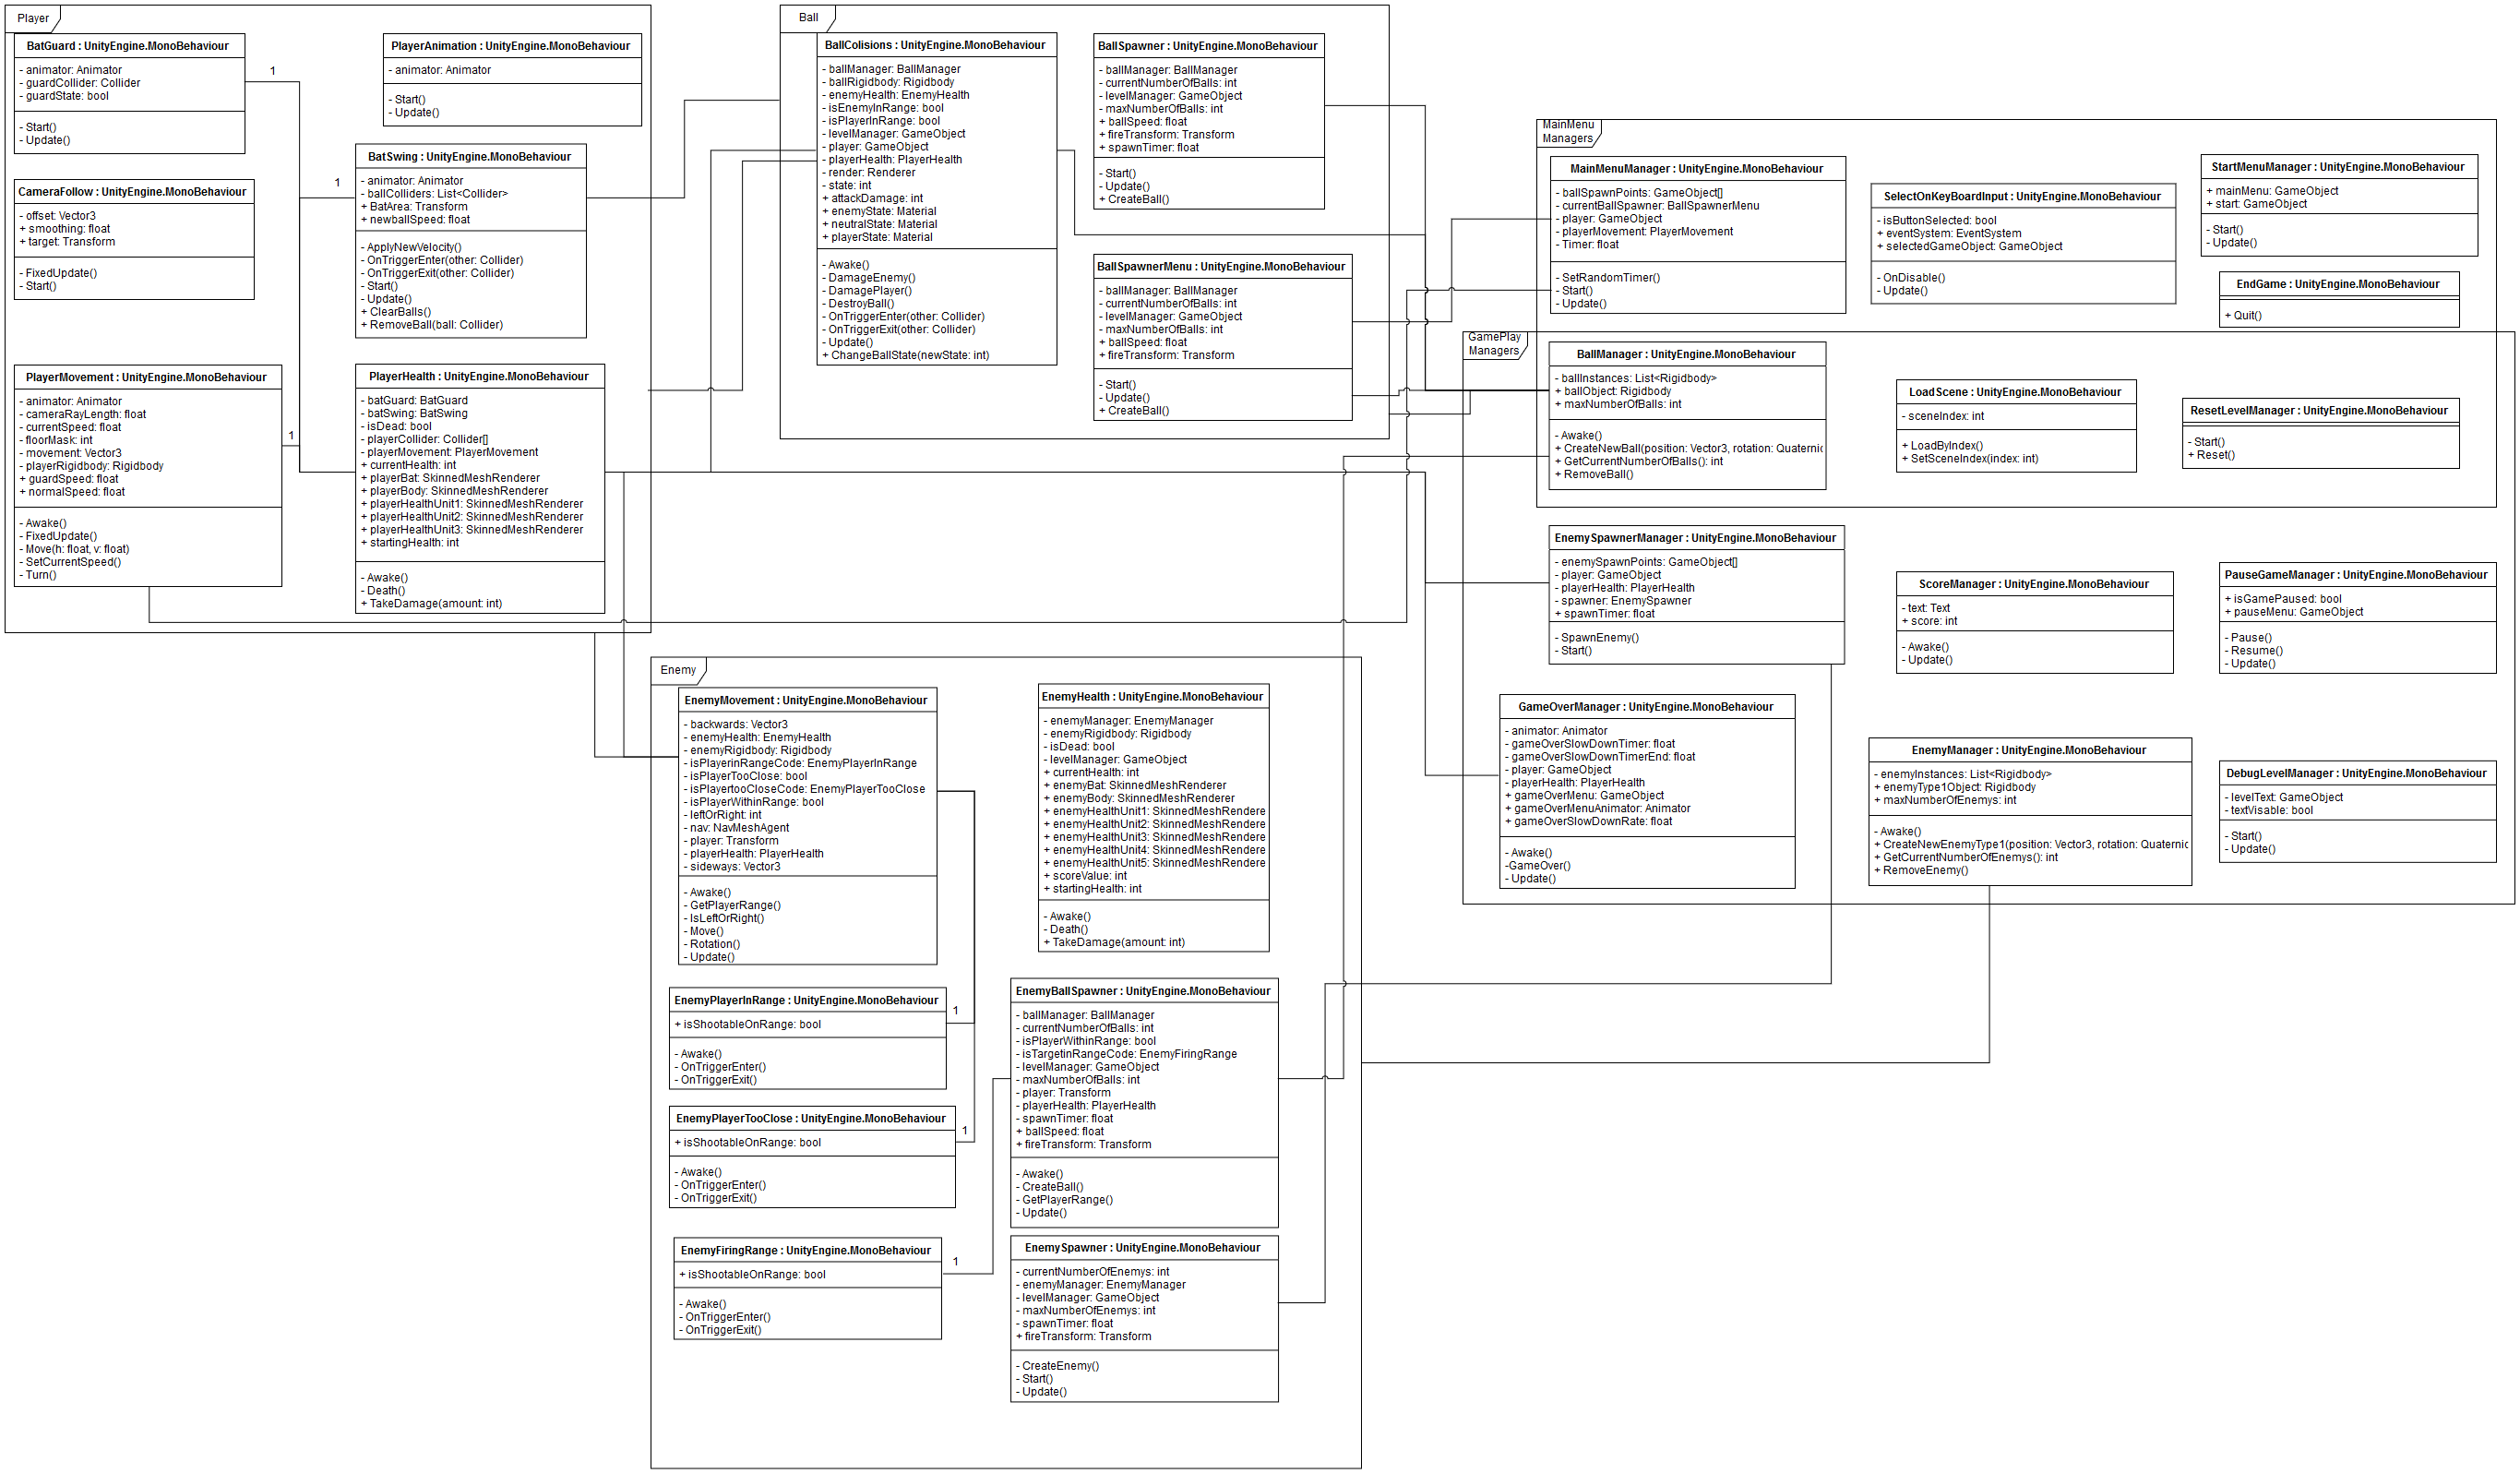 Player
BatGuard : UnityEngine.MonoBehaviour
- animator: Animator
- guardCollider: Collider
- guardState: bool
- Start()
- Update()
1
PlayerAnimation : UnityEngine.MonoBehaviour
- animator: Animator
- Start()
- Update()
CameraFollow : UnityEngine.MonoBehaviour
- offset: Vector3
+ smoothing: float
+ target: Transform
- FixedUpdate()
- Start()
1
BatSwing : UnityEngine.MonoBehaviour
- animator: Animator
- ballColliders: List<Collider>
+ BatArea: Transform
+ newballSpeed: float
- ApplyNewVelocity()
- OnTriggerEnter(other: Collider)
- OnTriggerExit(other: Collider)
- Start()
- Update()
+ ClearBalls()
+ RemoveBall(ball: Collider)
PlayerMovement : UnityEngine.MonoBehaviour
- animator: Animator
- cameraRayLength: float
- currentSpeed: float
- floorMask: int
- movement: Vector3
- playerRigidbody: Rigidbody
+ guardSpeed: float
+ normalSpeed: float
- Awake()
- FixedUpdate()
- Move(h: float, v: float)
- SetCurrentSpeed()
- Turn()
1
PlayerHealth : UnityEngine.MonoBehaviour
- batGuard: BatGuard
- batSwing: BatSwing
- isDead: bool
- playerCollider: Collider[]
- playerMovement: PlayerMovement
+ currentHealth: int
+ playerBat: SkinnedMeshRenderer
+ playerBody: SkinnedMeshRenderer
+ playerHealthUnit1: SkinnedMeshRenderer
+ playerHealthUnit2: SkinnedMeshRenderer
+ playerHealthUnit3: SkinnedMeshRenderer
+ startingHealth: int
- Awake()
- Death()
+ TakeDamage(amount: int)
Ball
BallColisions : UnityEngine.MonoBehaviour
- ballManager: BallManager
- ballRigidbody: Rigidbody
- enemyHealth: EnemyHealth
- isEnemyInRange: bool
- isPlayerInRange: bool
- levelManager: GameObject
- player: GameObject
- playerHealth: PlayerHealth
- render: Renderer
- state: int
+ attackDamage: int
+ enemyState: Material
+ neutralState: Material
+ playerState: Material
- Awake()
- DamageEnemy()
- DamagePlayer()
- DestroyBall()
- OnTriggerEnter(other: Collider)
- OnTriggerExit(other: Collider)
- Update()
+ ChangeBallState(newState: int)
BallSpawner : UnityEngine.MonoBehaviour
- ballManager: BallManager
- currentNumberOfBalls: int
- levelManager: GameObject
- maxNumberOfBalls: int
+ ballSpeed: float
+ fireTransform: Transform
+ spawnTimer: float
- Start()
- Update()
+ CreateBall()
BallSpawnerMenu : UnityEngine.MonoBehaviour
- ballManager: BallManager
- currentNumberOfBalls: int
- levelManager: GameObject
- maxNumberOfBalls: int
+ ballSpeed: float
+ fireTransform: Transform
- Start()
- Update()
+ CreateBall()
MainMenu
Managers
MainMenuManager : UnityEngine.MonoBehaviour
- ballSpawnPoints: GameObject[]
- currentBallSpawner: BallSpawnerMenu
- player: GameObject
- playerMovement: PlayerMovement
- Timer: float
- SetRandomTimer()
- Start()
- Update()
SelectOnKeyBoardInput : UnityEngine.MonoBehaviour
- isButtonSelected: bool
+ eventSystem: EventSystem
+ selectedGameObject: GameObject
- OnDisable()
- Update()
StartMenuManager : UnityEngine.MonoBehaviour
+ mainMenu: GameObject
+ start: GameObject
- Start()
- Update()
EndGame : UnityEngine.MonoBehaviour
+ Quit()
GamePlay
Managers
BallManager : UnityEngine.MonoBehaviour
- ballInstances: List<Rigidbody>
+ ballObject: Rigidbody
+ maxNumberOfBalls: int
- Awake()
+ CreateNewBall(position: Vector3, rotation: Quaternic
+ GetCurrentNumberOfBalls(): int
+ RemoveBall()
LoadScene : UnityEngine.MonoBehaviour
- sceneIndex: int
+ LoadByIndex()
+ SetSceneIndex(index: int)
ResetLevelManager : UnityEngine.MonoBehaviour
- Start()
+ Reset()
EnemySpawnerManager : UnityEngine.MonoBehaviour
- enemySpawnPoints: GameObject[]
- player: GameObject
- playerHealth: PlayerHealth
- spawner: EnemySpawner
+ spawnTimer: float
- SpawnEnemy()
- Start()
ScoreManager : UnityEngine.MonoBehaviour
- text: Text
+ score: int
- Awake()
- Update()
PauseGameManager : UnityEngine.MonoBehaviour
+ isGamePaused: bool
+ pauseMenu: GameObject
- Pause()
- Resume()
- Update()
GameOverManager : UnityEngine.MonoBehaviour
- animator: Animator
- gameOverSlowDownTimer: float
- gameOverSlowDownTimerEnd: float
- player: GameObject
- playerHealth: PlayerHealth
+ gameOverMenu: GameObject
+ gameOverMenuAnimator: Animator
+ gameOverSlowDownRate: float
- Awake()
-GameOver()
- Update()
EnemyManager : UnityEngine.MonoBehaviour
- enemyInstances: List<Rigidbody>
+ enemyType1Object: Rigidbody
+ maxNumberOfEnemys: int
- Awake()
+ CreateNewEnemyType1(position: Vector3, rotation: Quaternic
+ GetCurrentNumberOfEnemys(): int
+ RemoveEnemy()
DebugLevelManager : UnityEngine.MonoBehaviour
- levelText: GameObject
- textVisable: bool
- Start()
- Update()
Enemy
EnemyMovement : UnityEngine.MonoBehaviour
- backwards: Vector3
- enemyHealth: EnemyHealth
- enemyRigidbody: Rigidbody
- isPlayerinRangeCode: EnemyPlayerInRange
- isPlayerTooClose: bool
- isPlayertooCloseCode: EnemyPlayerTooClose
- isPlayerWithinRange: bool
- leftOrRight: int
- nav: NavMeshAgent
- player: Transform
- playerHealth: PlayerHealth
- sideways: Vector3
- Awake()
- GetPlayerRange()
- IsLeftOrRight()
- Move()
- Rotation()
- Update()
EnemyHealth : UnityEngine.MonoBehaviour
- enemyManager: EnemyManager
- enemyRigidbody: Rigidbody
- isDead: bool
- levelManager: GameObject
+ currentHealth: int
+ enemyBat: SkinnedMeshRenderer
+ enemyBody: SkinnedMeshRenderer
+ enemyHealthUnit1: SkinnedMeshRendere
+ enemyHealthUnit2: SkinnedMeshRendere
+ enemyHealthUnit3: SkinnedMeshRendere
+ enemyHealthUnit4: SkinnedMeshRendere
+ enemyHealthUnit5: SkinnedMeshRendere
+ scoreValue: int
+ startingHealth: int
- Awake()
- Death()
+ TakeDamage(amount: int)
EnemyPlayerInRange : UnityEngine.MonoBehaviour
+ isShootableOnRange: bool
- Awake()
- OnTriggerEnter()
- OnTriggerExit()
1
EnemyPlayerTooClose : UnityEngine.MonoBehaviour
+ isShootableOnRange: bool
- Awake()
- OnTriggerEnter()
- OnTriggerExit()
1
EnemyFiringRange : UnityEngine.MonoBehaviour
+ isShootableOnRange: bool
- Awake()
- OnTriggerEnter()
- OnTriggerExit()
1
EnemyBallSpawner : UnityEngine.MonoBehaviour
- ballManager: BallManager
- currentNumberOfBalls: int
- isPlayerWithinRange: bool
- isTargetinRangeCode: EnemyFiringRange
- levelManager: GameObject
- maxNumberOfBalls: int
- player: Transform
- playerHealth: PlayerHealth
- spawnTimer: float
+ ballSpeed: float
+ fireTransform: Transform
- Awake()
- CreateBall()
- GetPlayerRange()
- Update()
EnemySpawner : UnityEngine.MonoBehaviour
- currentNumberOfEnemys: int
- enemyManager: EnemyManager
- levelManager: GameObject
- maxNumberOfEnemys: int
- spawnTimer: float
+ fireTransform: Transform
- CreateEnemy()
- Start()
- Update()